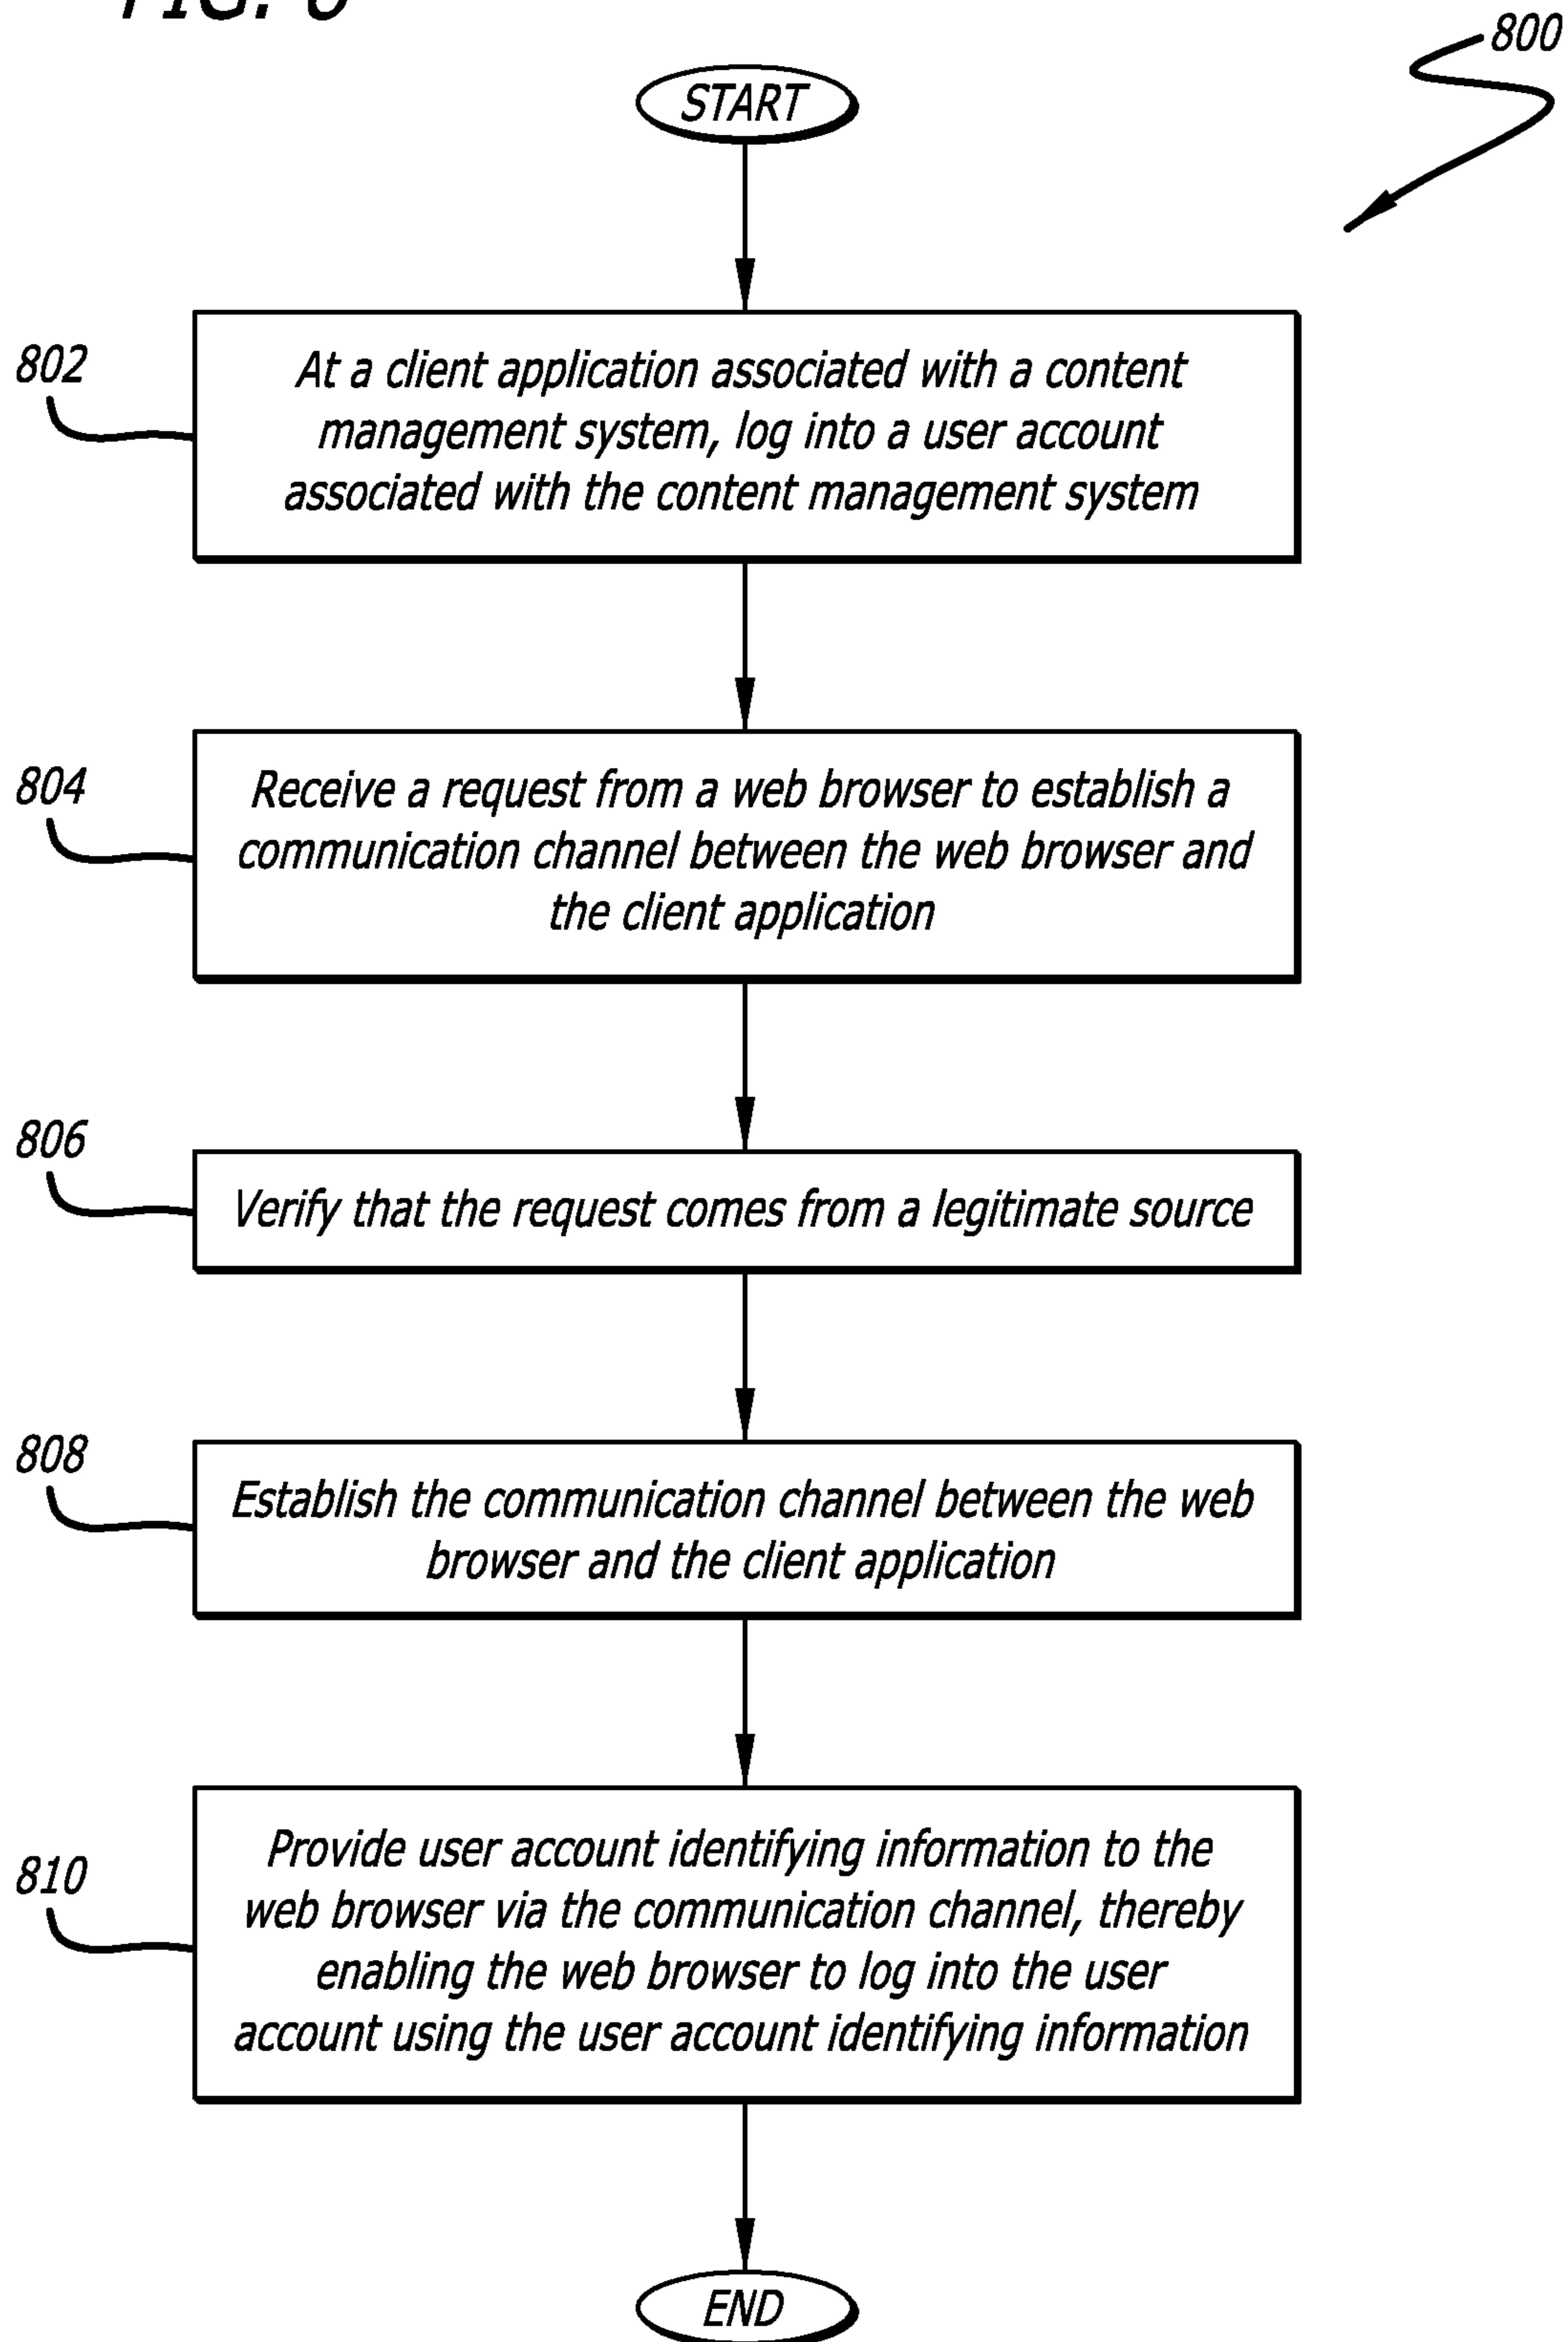 FIG. 8
800
START
802
At a client application associated with a content
management system, log into a user account
associated with the content management system
804
Receive a request from a web browser to establish a
communication channel between the web browser and
the client application
806
Verify that the request comes from a legitimate source
808
Establish the communication channel between the web
browser and the client application
810
Provide user account identifying information to the
web browser via the communication channel, thereby
enabling the web browser to log into the user
account using the user account identifying information
END